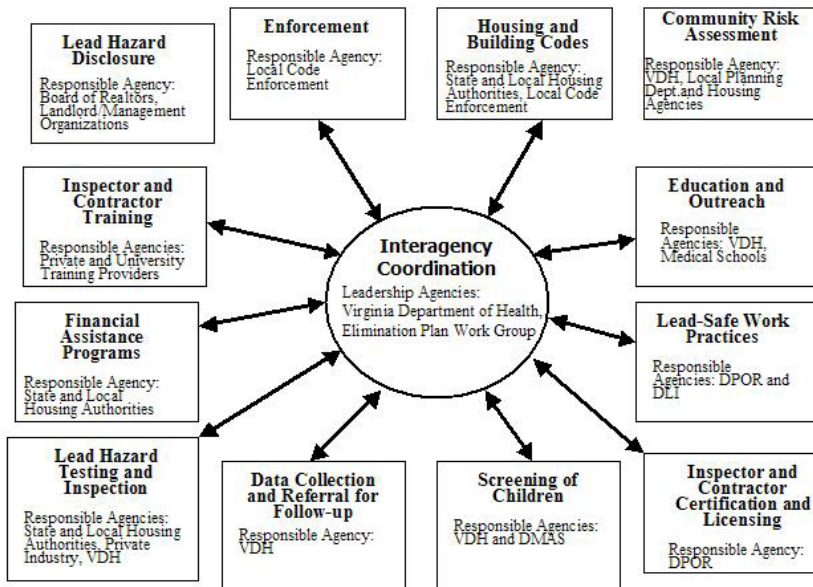 Lead Hazard
Disclosure
Responsible Agency:
Board of Realtors,
Landlord/Management
Organizations
Enforcement
Responsible Agency:
Local Code
Enforcement
Housing and
Building Codes
Responsible Agency:
State and Local Housing
Authorities, Local Code
Enforcement
Community Risk
Assessment
Responsible Agency:
VDH, Local Planning
Dept.and Housing
Agencies
Inspector and
Contractor
Training
Responsible Agencies:
Private and University
Training Providers
Interagency
Coordination
Leadership Agencies:
Virginia Department of Health,
Elimination Plan Work Group
Education and
Outreach
Responsible
Agencies: VDH,
Medical Schools
Financial
Assistance
Programs
Responsible Agency:
State and Local
Housing Authorities
Lead-Safe Work
Practices
Responsible
Agencies: DPOR and
DLI
Lead Hazard
Testing and
Inspection
Responsible Agencies:
State and Local Housing
Authorities, Private
Industry, VDH
Data Collection
and Referral for
Follow-up
Responsible Agency:
VDH
Screening of
Children
Responsible Agencies:
VDH and DMAS
Inspector and
Contractor
Certification and
Licensing
Responsible Agency:
DPOR